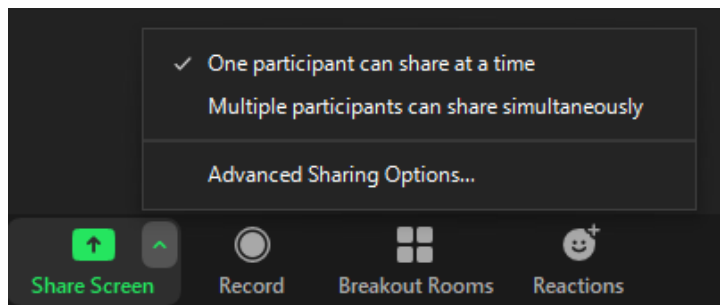 One participant can share at a time
Multiple participants can share simultaneously
Advanced Sharing Options...
Share Screen
Record
Breakout Rooms
Reactions